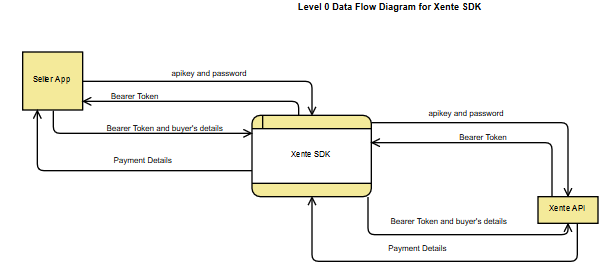 Level 0 Data Flow Diagram for Xente SDK
Seller App
apikey and password
Bearer Token
Bearer Token and buyer's details
Payment Details
Xente SDK
apikey and password
Bearer Token
Xente API
Bearer Token and buyer's details
Payment Details